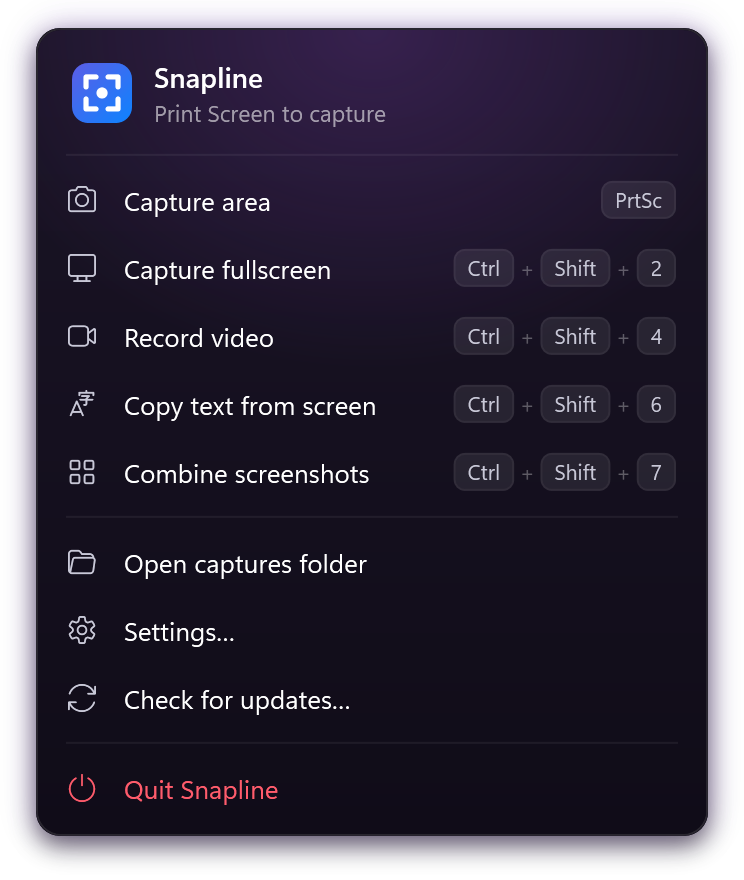 Snapline
Print Screen to capture
Capture area PrtSc
Capture fullscreen Ctrl + Shift + 2
Record video Ctrl + Shift + 4
A字 Copy text from screen Ctrl + Shift + 6
Combine screenshots Ctrl + Shift + 7
Open captures folder
Settings...
Check for updates...
Quit Snapline